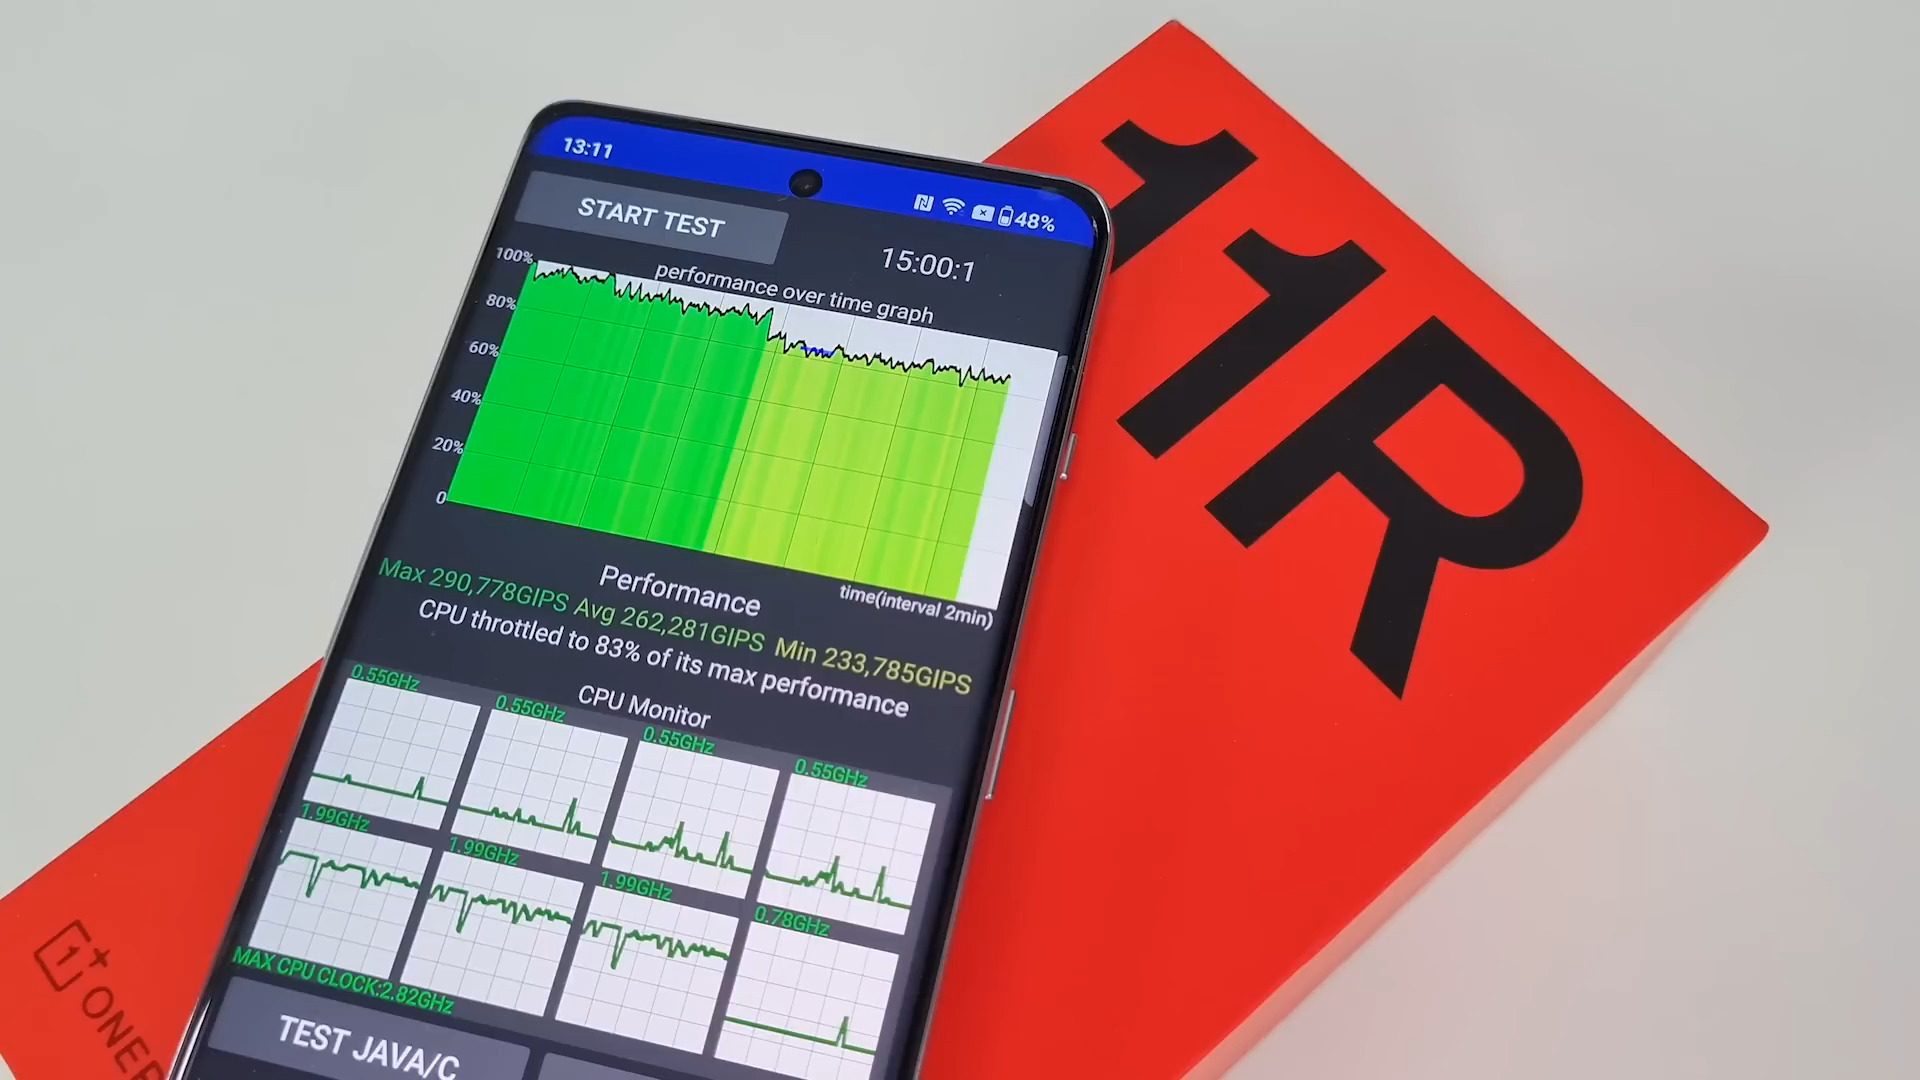 13:11
48%
START TEST
15:00:1
performance over time graph
100%
80%
60%
40%
20%
0
time(interval 2min)
Performance
Max 290,778GIPS Avg 262,281GIPS Min 233,785GIPS
CPU throttled to 83% of its max performance
CPU Monitor
0.55GHz 0.55GHz 0.55GHz 0.55GHz
1.99GHz 1.99GHz 1.99GHz 0.78GHz
MAX CPU CLOCK:2.82GHz
TEST JAVA/C
11R
1+ ONEP